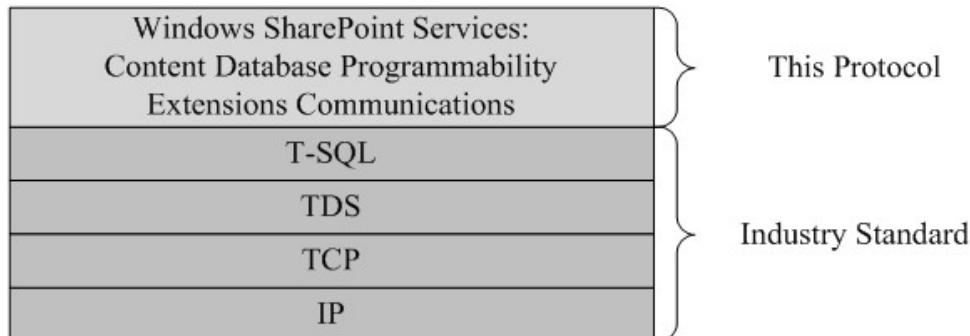 Windows SharePoint Services:
Content Database Programmability
Extensions Communications
This Protocol
T-SQL
TDS
TCP
IP
Industry Standard